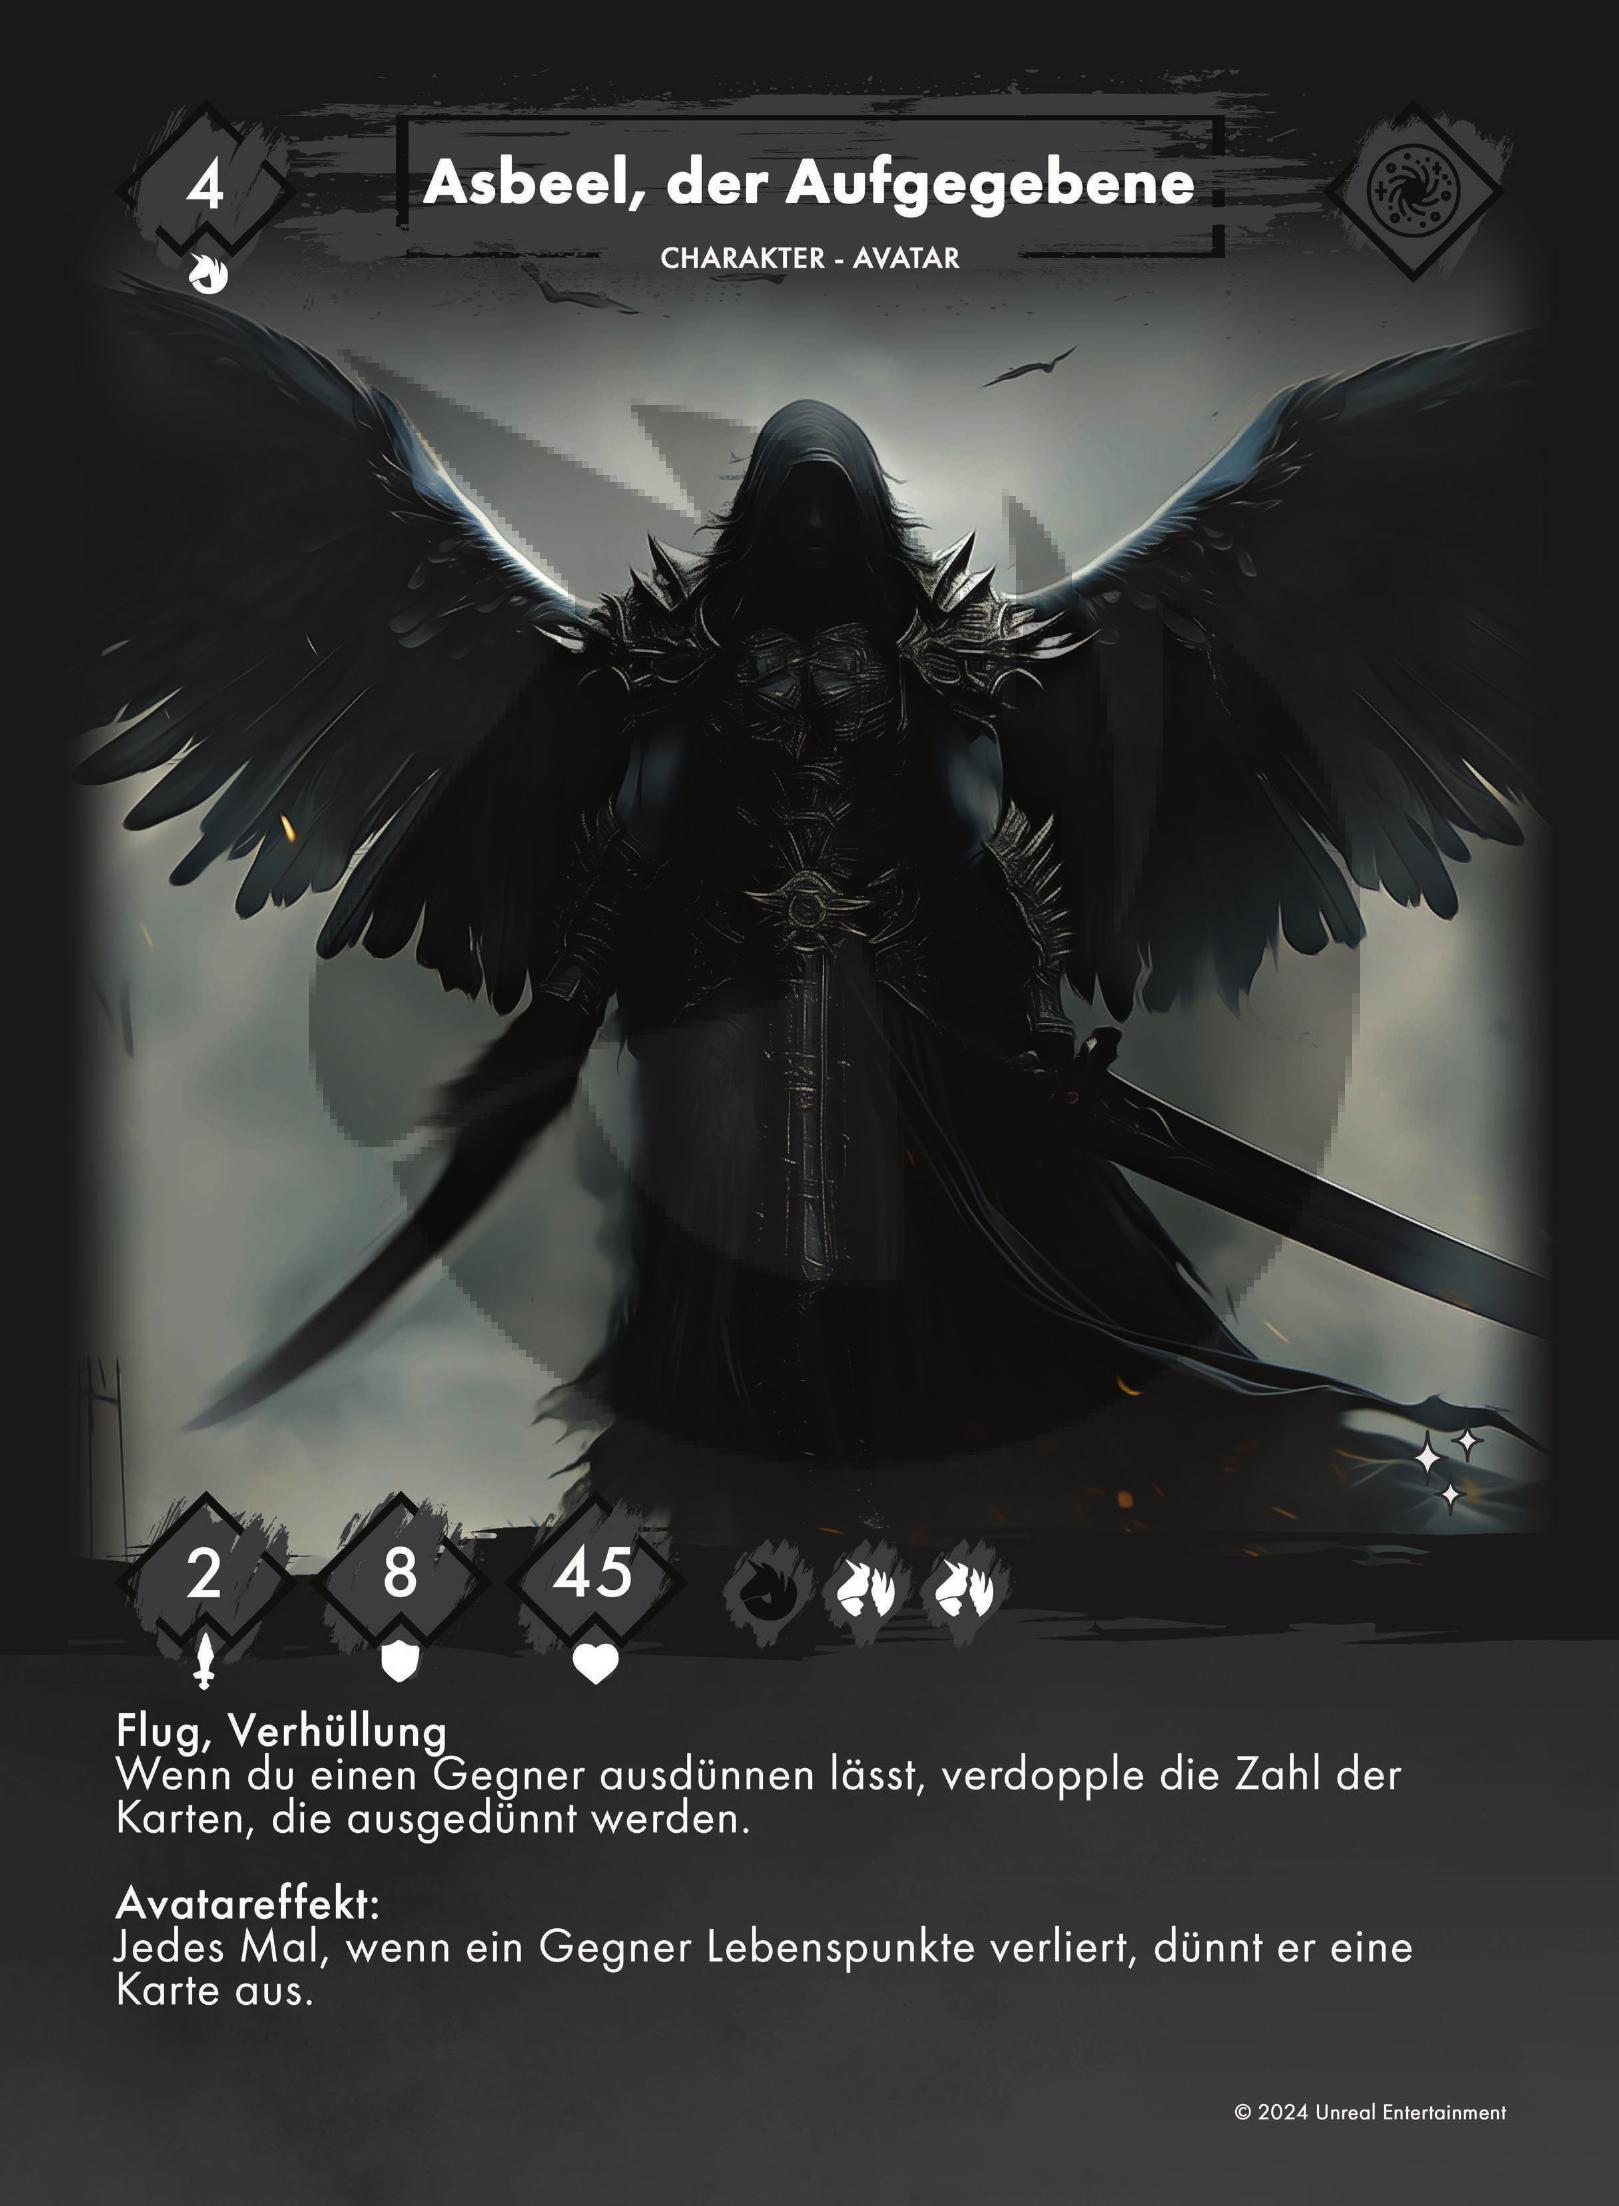 4
Asbeel, der Aufgegebene
CHARAKTER - AVATAR
2
8
45
Flug, Verhüllung
Wenn du einen Gegner ausdünnen lässt, verdopple die Zahl der
Karten, die ausgedünnt werden.
Avatareffekt:
Jedes Mal, wenn ein Gegner Lebenspunkte verliert, dünnt er eine
Karte aus.
© 2024 Unreal Entertainment